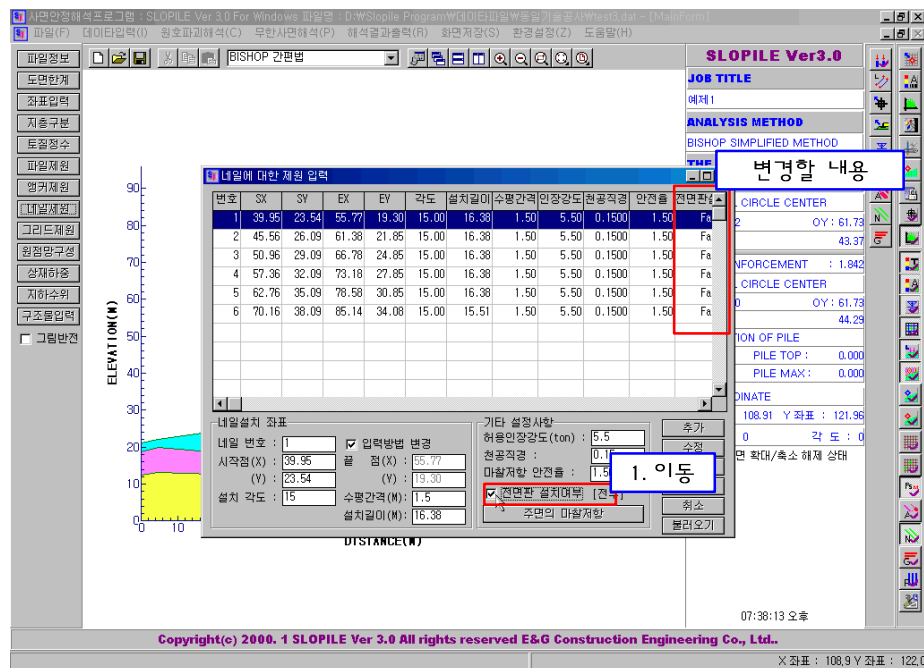 사면안정해석프로그램 : SLOPILE Ver 3.0 For Windows 파일명 : D:₩Slopile Program₩데이타파일₩동일기술공사₩test3.dat - [MainForm]
파일(F) 데이타입력(I) 원호파괴해석(C) 무한사면해석(P) 해석결과출력(R) 화면저장(S) 환경설정(Z) 도움말(H)
파일정보
도면한계
좌표입력
지층구분
토질정수
파일제원
앵커제원
네일제원
그리드제원
원점망구성
상재하중
지하수위
구조물입력
그림반전
BISHOP 간편법
SLOPILE Ver3.0
JOB TITLE
예제1
ANALYSIS METHOD
BISHOP SIMPLIFIED METHOD
변경할 내용
CIRCLE CENTER
2 OY : 61.73
43.37
NFORCEMENT : 1.842
CIRCLE CENTER
0 OY : 61.73
44.29
ION OF PILE
PILE TOP : 0.000
PILE MAX : 0.000
DINATE
108.91 Y 좌표 : 121.96
0 각 도 : 0
면 확대/축소 해제 상태
07:38:13 오후
ELEVATION(M)
90
70
60
50
40
30
20
10
0
0 10
DISTANCE(M)
네일에 대한 제원 입력
번호 SX SY EX EY 각도 설치길이 수평간격 인장강도 천공직경 안전율 전면판설
1 39.95 23.54 55.77 19.30 15.00 16.38 1.50 5.50 0.1500 1.50 Fa
2 45.56 26.09 61.38 21.85 15.00 16.38 1.50 5.50 0.1500 1.50 Fa
3 50.96 29.09 66.78 24.85 15.00 16.38 1.50 5.50 0.1500 1.50 Fa
4 57.36 32.09 73.18 27.85 15.00 16.38 1.50 5.50 0.1500 1.50 Fa
5 62.76 35.09 78.58 30.85 15.00 16.38 1.50 5.50 0.1500 1.50 Fa
6 70.16 38.09 85.14 34.08 15.00 15.51 1.50 5.50 0.1500 1.50 Fa
네일설치 좌표
네일 번호 : 1 입력방법 변경
시작점(X) : 39.95 끝 점(X) : 55.77
(Y) : 23.54 (Y) : 19.30
설치 각도 : 15 수평간격(M): 1.5
설치길이(M): 16.38
기타 설정사항
허용인장강도(ton) : 5.5
천공직경 : 0.15
마찰저항 안전율 : 1.50
전면판 설치여부
주면의 마찰저항
추가
수정
취소
불러오기
1. 이동
Copyright(c) 2000. 1 SLOPILE Ver 3.0 All rights reserved E&G Construction Engineering Co., Ltd..
X 좌표 : 108.9 Y 좌표 : 122.0